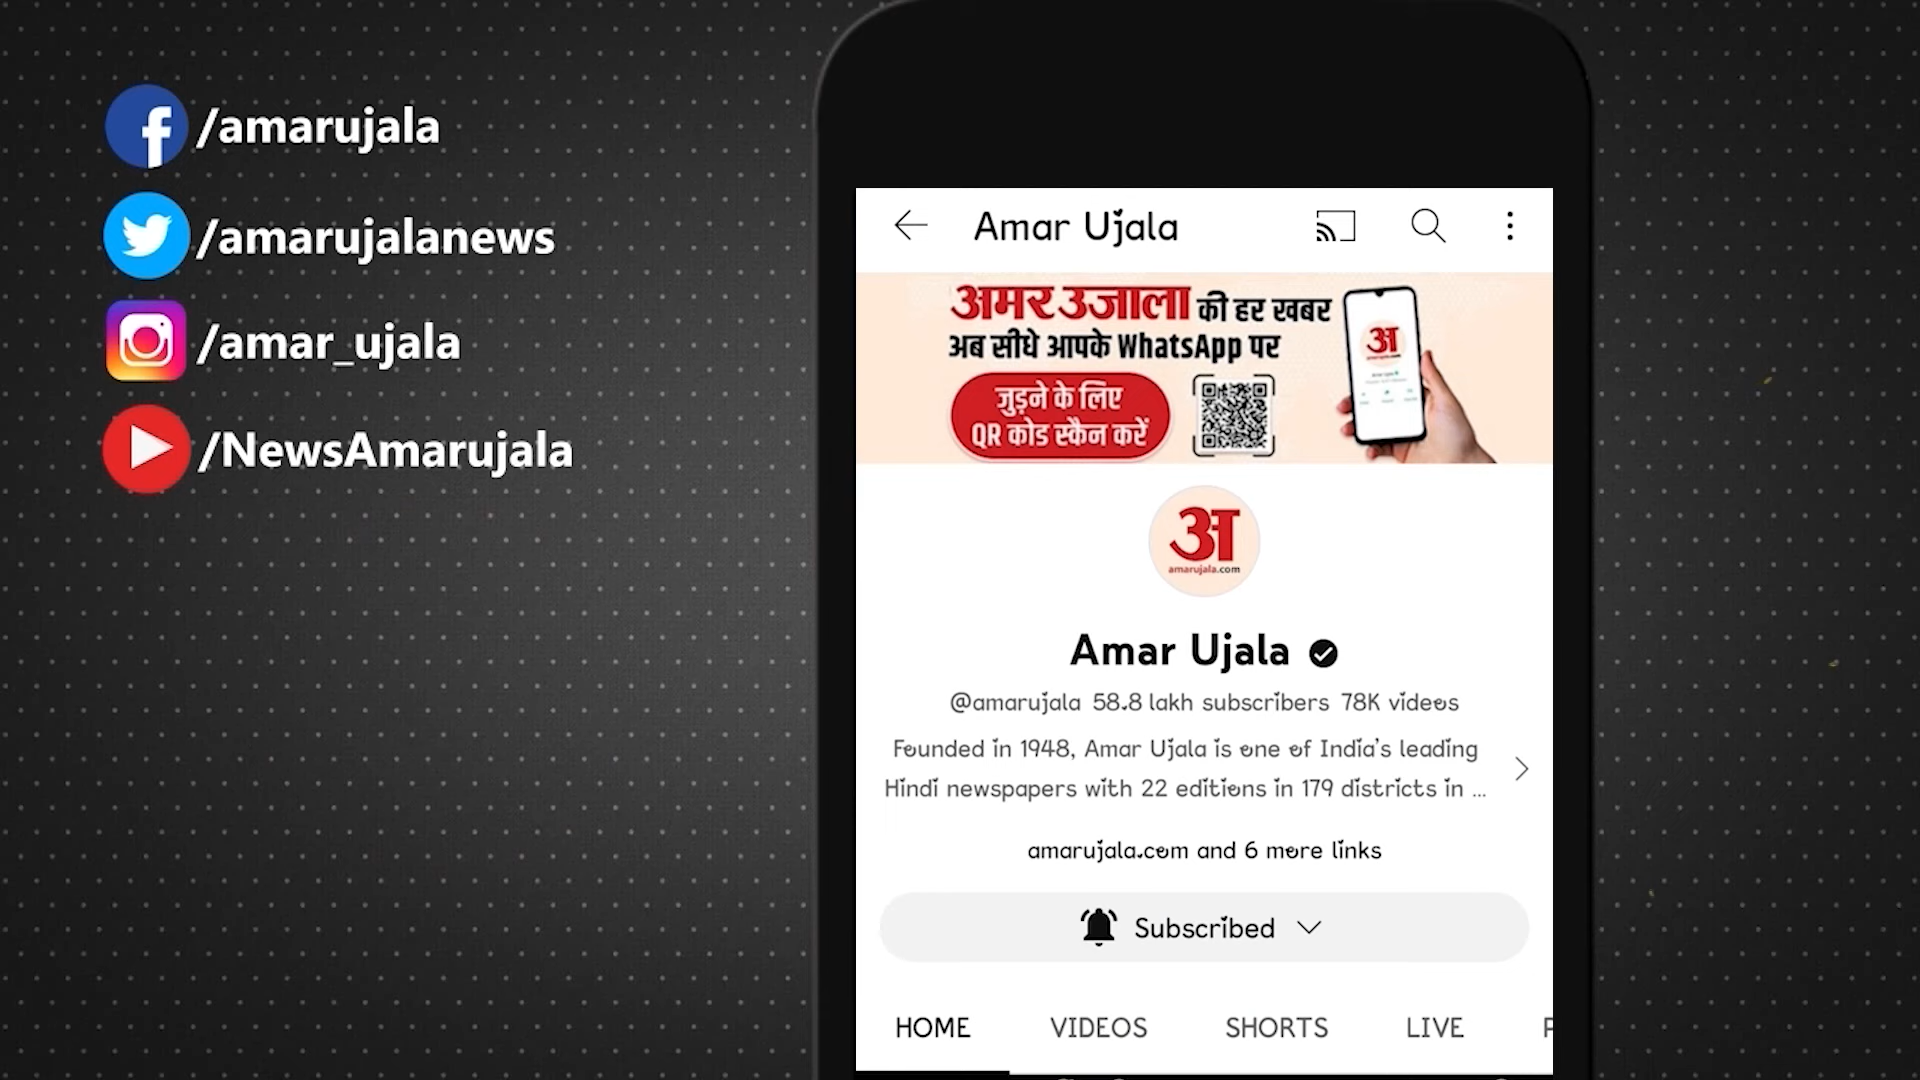 /amarujala
/amarujalanews
/amar_ujala
/NewsAmarujala
Amar Ujala
अमर उजाला की हर खबर
अब सीधे आपके WhatsApp पर
जुड़ने के लिए
QR कोड स्कैन करें
अ
अ
amarujala.com
Amar Ujala
@amarujala 58.8 lakh subscribers 78K videos
Founded in 1948, Amar Ujala is one of India's leading
Hindi newspapers with 22 editions in 179 districts in ...
amarujala.com and 6 more links
Subscribed
HOME VIDEOS SHORTS LIVE